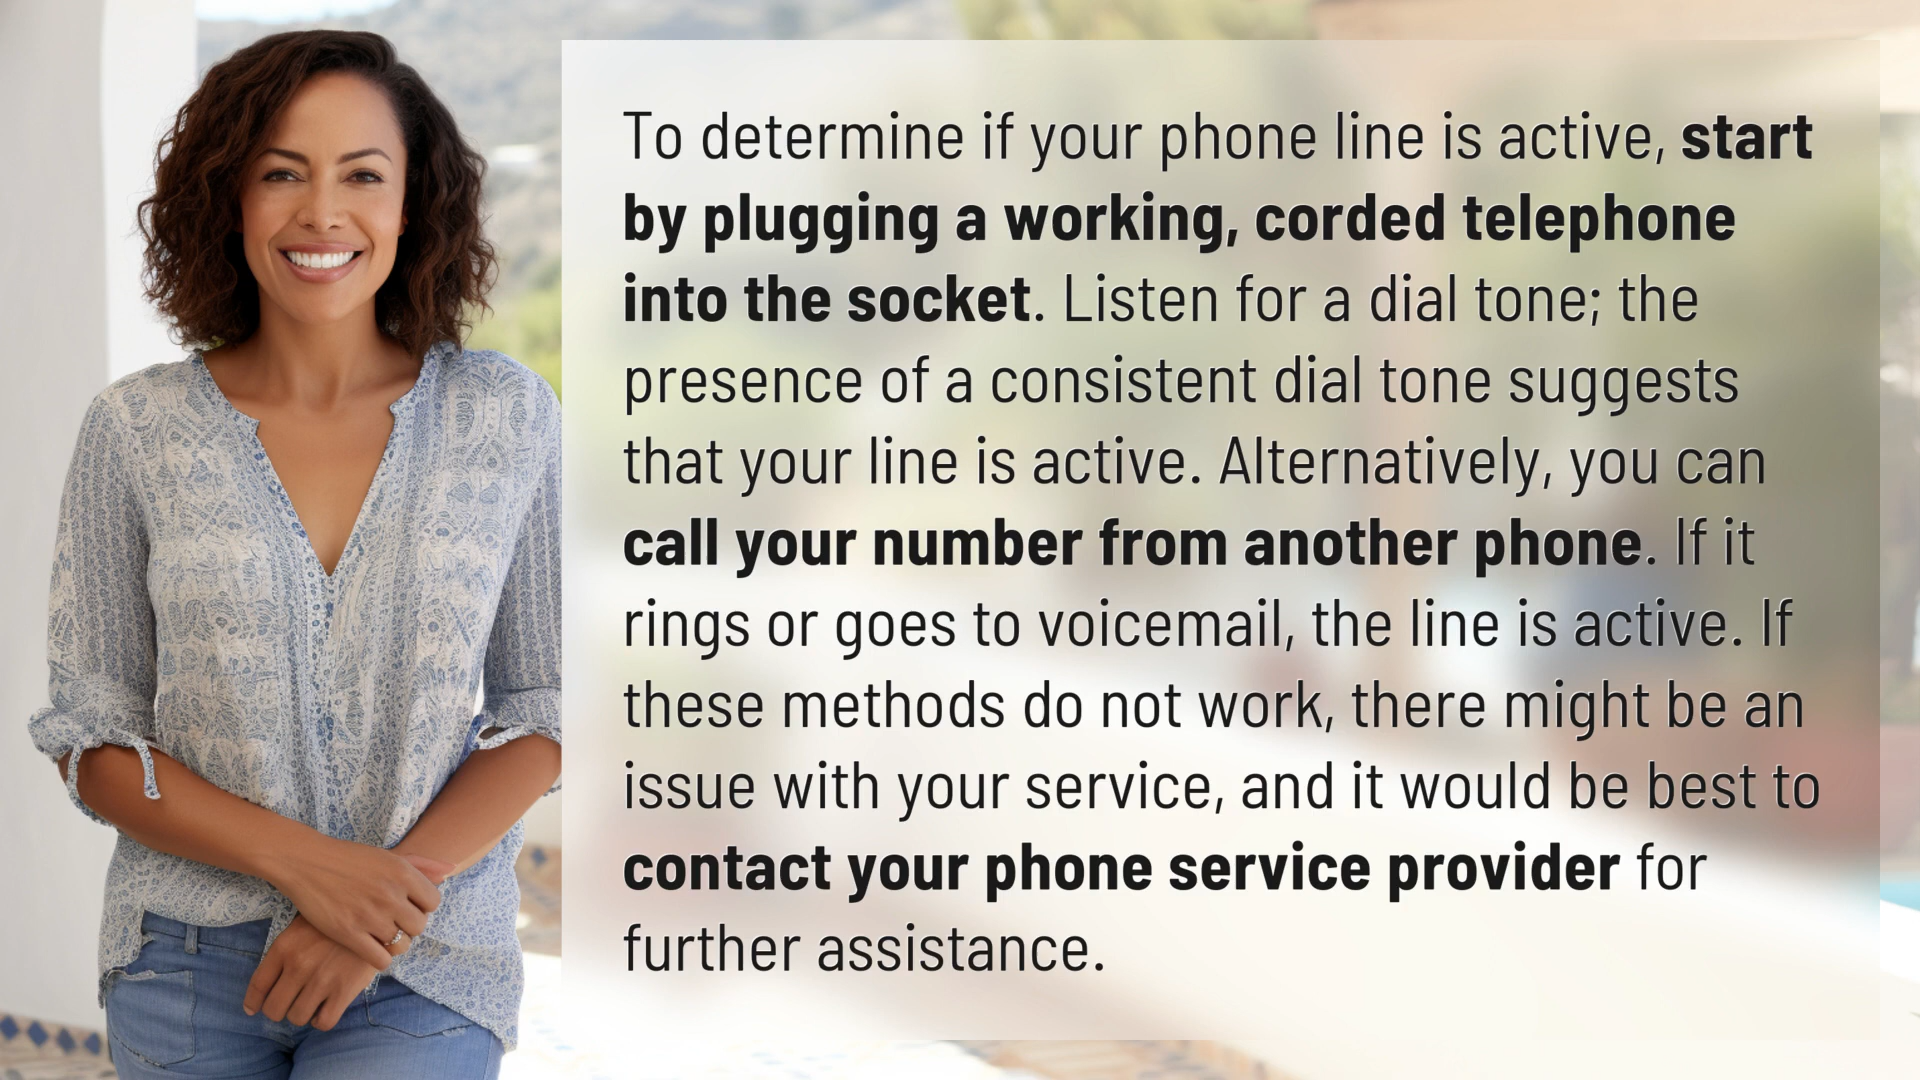 To determine if your phone line is active, start
by plugging a working, corded telephone
into the socket. Listen for a dial tone; the
presence of a consistent dial tone suggests
that your line is active. Alternatively, you can
call your number from another phone. If it
rings or goes to voicemail, the line is active. If
these methods do not work, there might be an
issue with your service, and it would be best to
contact your phone service provider for
further assistance.